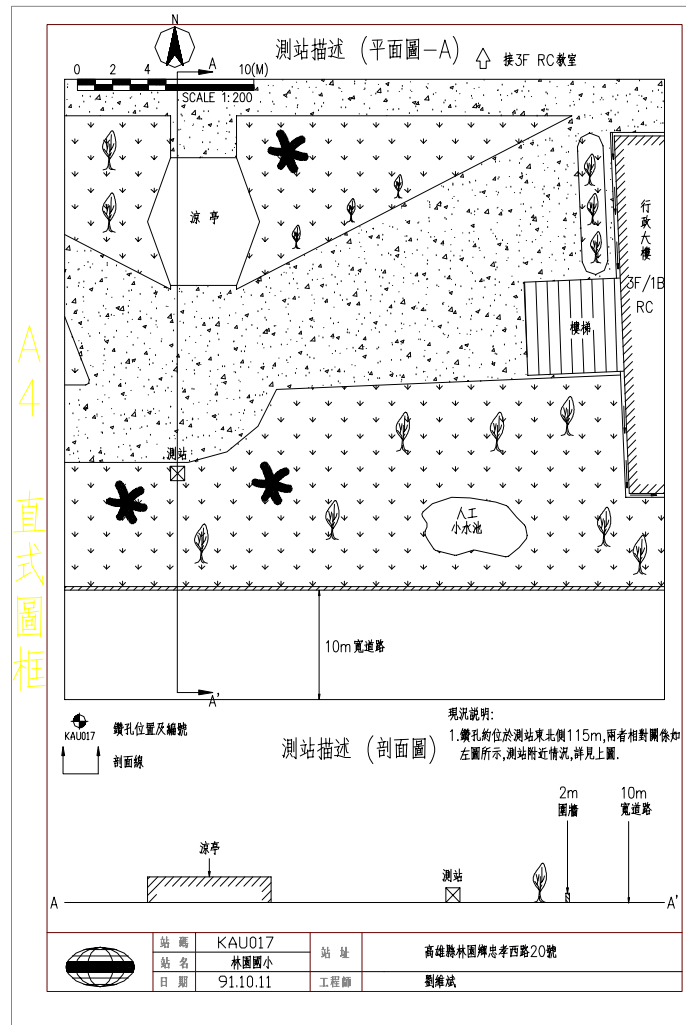 N
測站描述 (平面圖-A)
接3F RC教室
0 2 4 10(M)
A
SCALE 1:200
涼亭
行政大樓
3F/1B
RC
樓梯
測站
人工
小水池
A4 直式圖框
10m寬道路
A'
KAU017
鑽孔位置及編號
剖面線
測站描述 (剖面圖)
現況說明:
1.鑽孔約位於測站東北側115m,兩者相對關係如
左圖所示,測站附近情況,詳見上圖.
2m
圍牆
10m
寬道路
涼亭
測站
A
A'
站碼 KAU017
站名 林園國小
日期 91.10.11
站址 高雄縣林園鄉忠孝西路20號
工程師 劉維斌